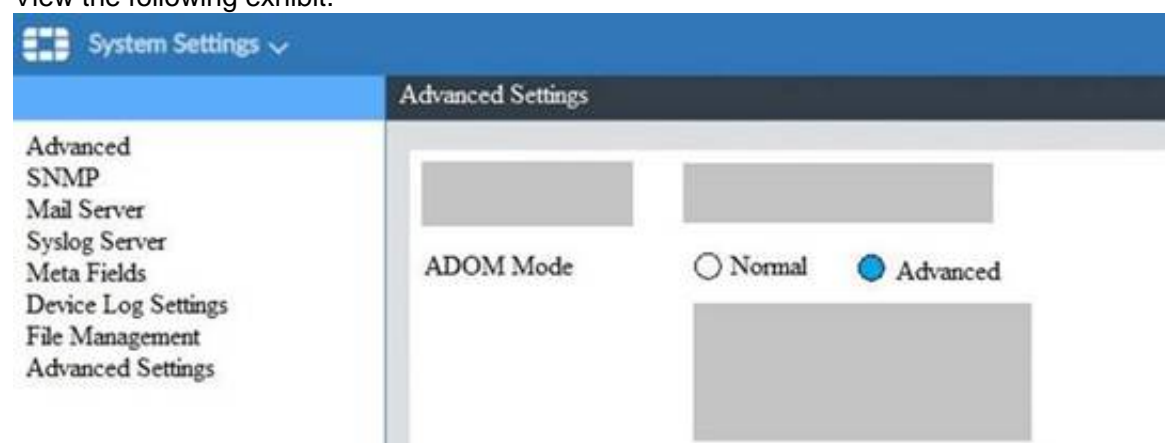 View the following exhibit.
System Settings
Advanced Settings
Advanced
SNMP
Mail Server
Syslog Server
Meta Fields
Device Log Settings
File Management
Advanced Settings
ADOM Mode
Normal
Advanced